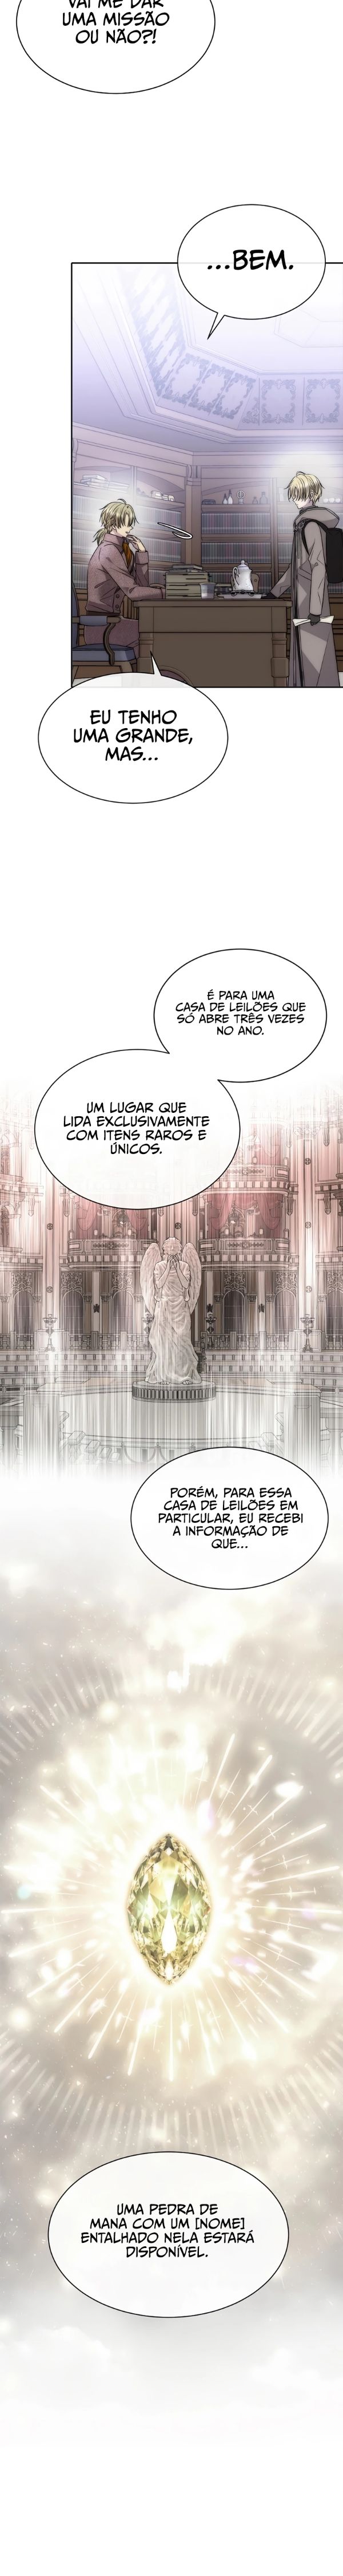 VAI ME DAR
UMA MISSÃO
OU NÃO?!
...BEM.
EU TENHO
UMA GRANDE,
MAS...
É PARA UMA
CASA DE LEILÕES QUE
SÓ ABRE TRÊS VEZES
NO ANO.
UM LUGAR QUE
LIDA EXCLUSIVAMENTE
COM ITENS RAROS E
ÚNICOS.
PORÉM, PARA ESSA
CASA DE LEILÕES EM
PARTICULAR, EU RECEBI
A INFORMAÇÃO DE
QUE...
UMA PEDRA DE
MANA COM UM [NOME]
ENTALHADO NELA ESTARÁ
DISPONÍVEL.